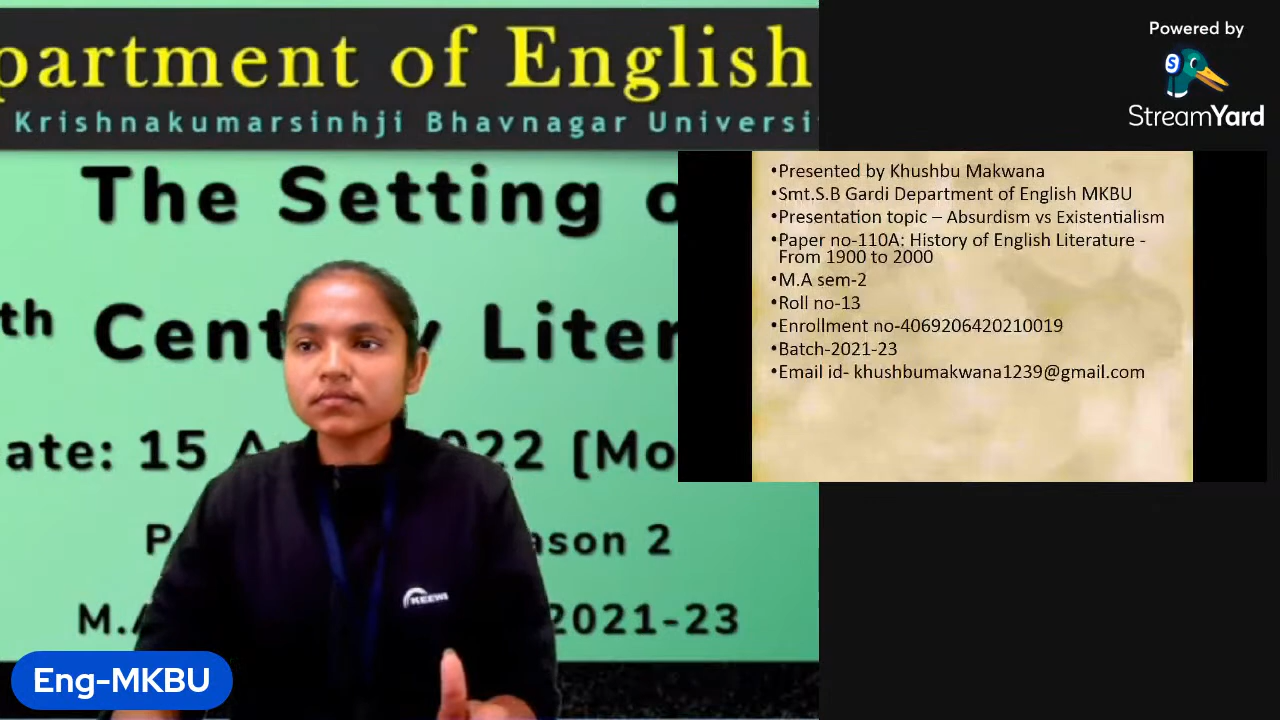 partment of English
Krishnakumarsinhji Bhavnagar Universi
The Setting o
th Century Liter
ate: 15 A 2022 [Mo
P ason 2
M.A 2021-23
Eng-MKBU
Powered by
StreamYard
•Presented by Khushbu Makwana
•Smt.S.B Gardi Department of English MKBU
•Presentation topic – Absurdism vs Existentialism
•Paper no-110A: History of English Literature -
From 1900 to 2000
•M.A sem-2
•Roll no-13
•Enrollment no-4069206420210019
•Batch-2021-23
•Email id- khushbumakwana1239@gmail.com
KEEWI